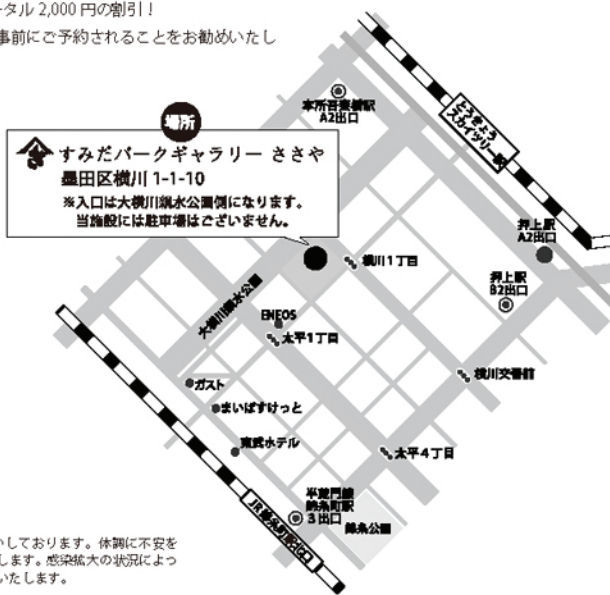 ータル 2,000 円の割引！
事前にご予約されることをお勧めいたし
場所
すみだパークギャラリー ささや
墨田区横川 1-1-10
※入口は大横川親水公園側になります。
当施設には駐車場はございません。
本所吾妻橋駅
A2出口
とうきょう
スカイツリー駅
押上駅
A2出口
押上駅
B2出口
横川1丁目
大横川親水公園
ENEOS
太平1丁目
ガスト
まいばすけっと
東武ホテル
横川交番前
太平4丁目
半蔵門線
錦糸町駅
3出口
錦糸公園
JR錦糸町駅北口
いしております。体調に不安を
します。感染拡大の状況によっ
いたします。